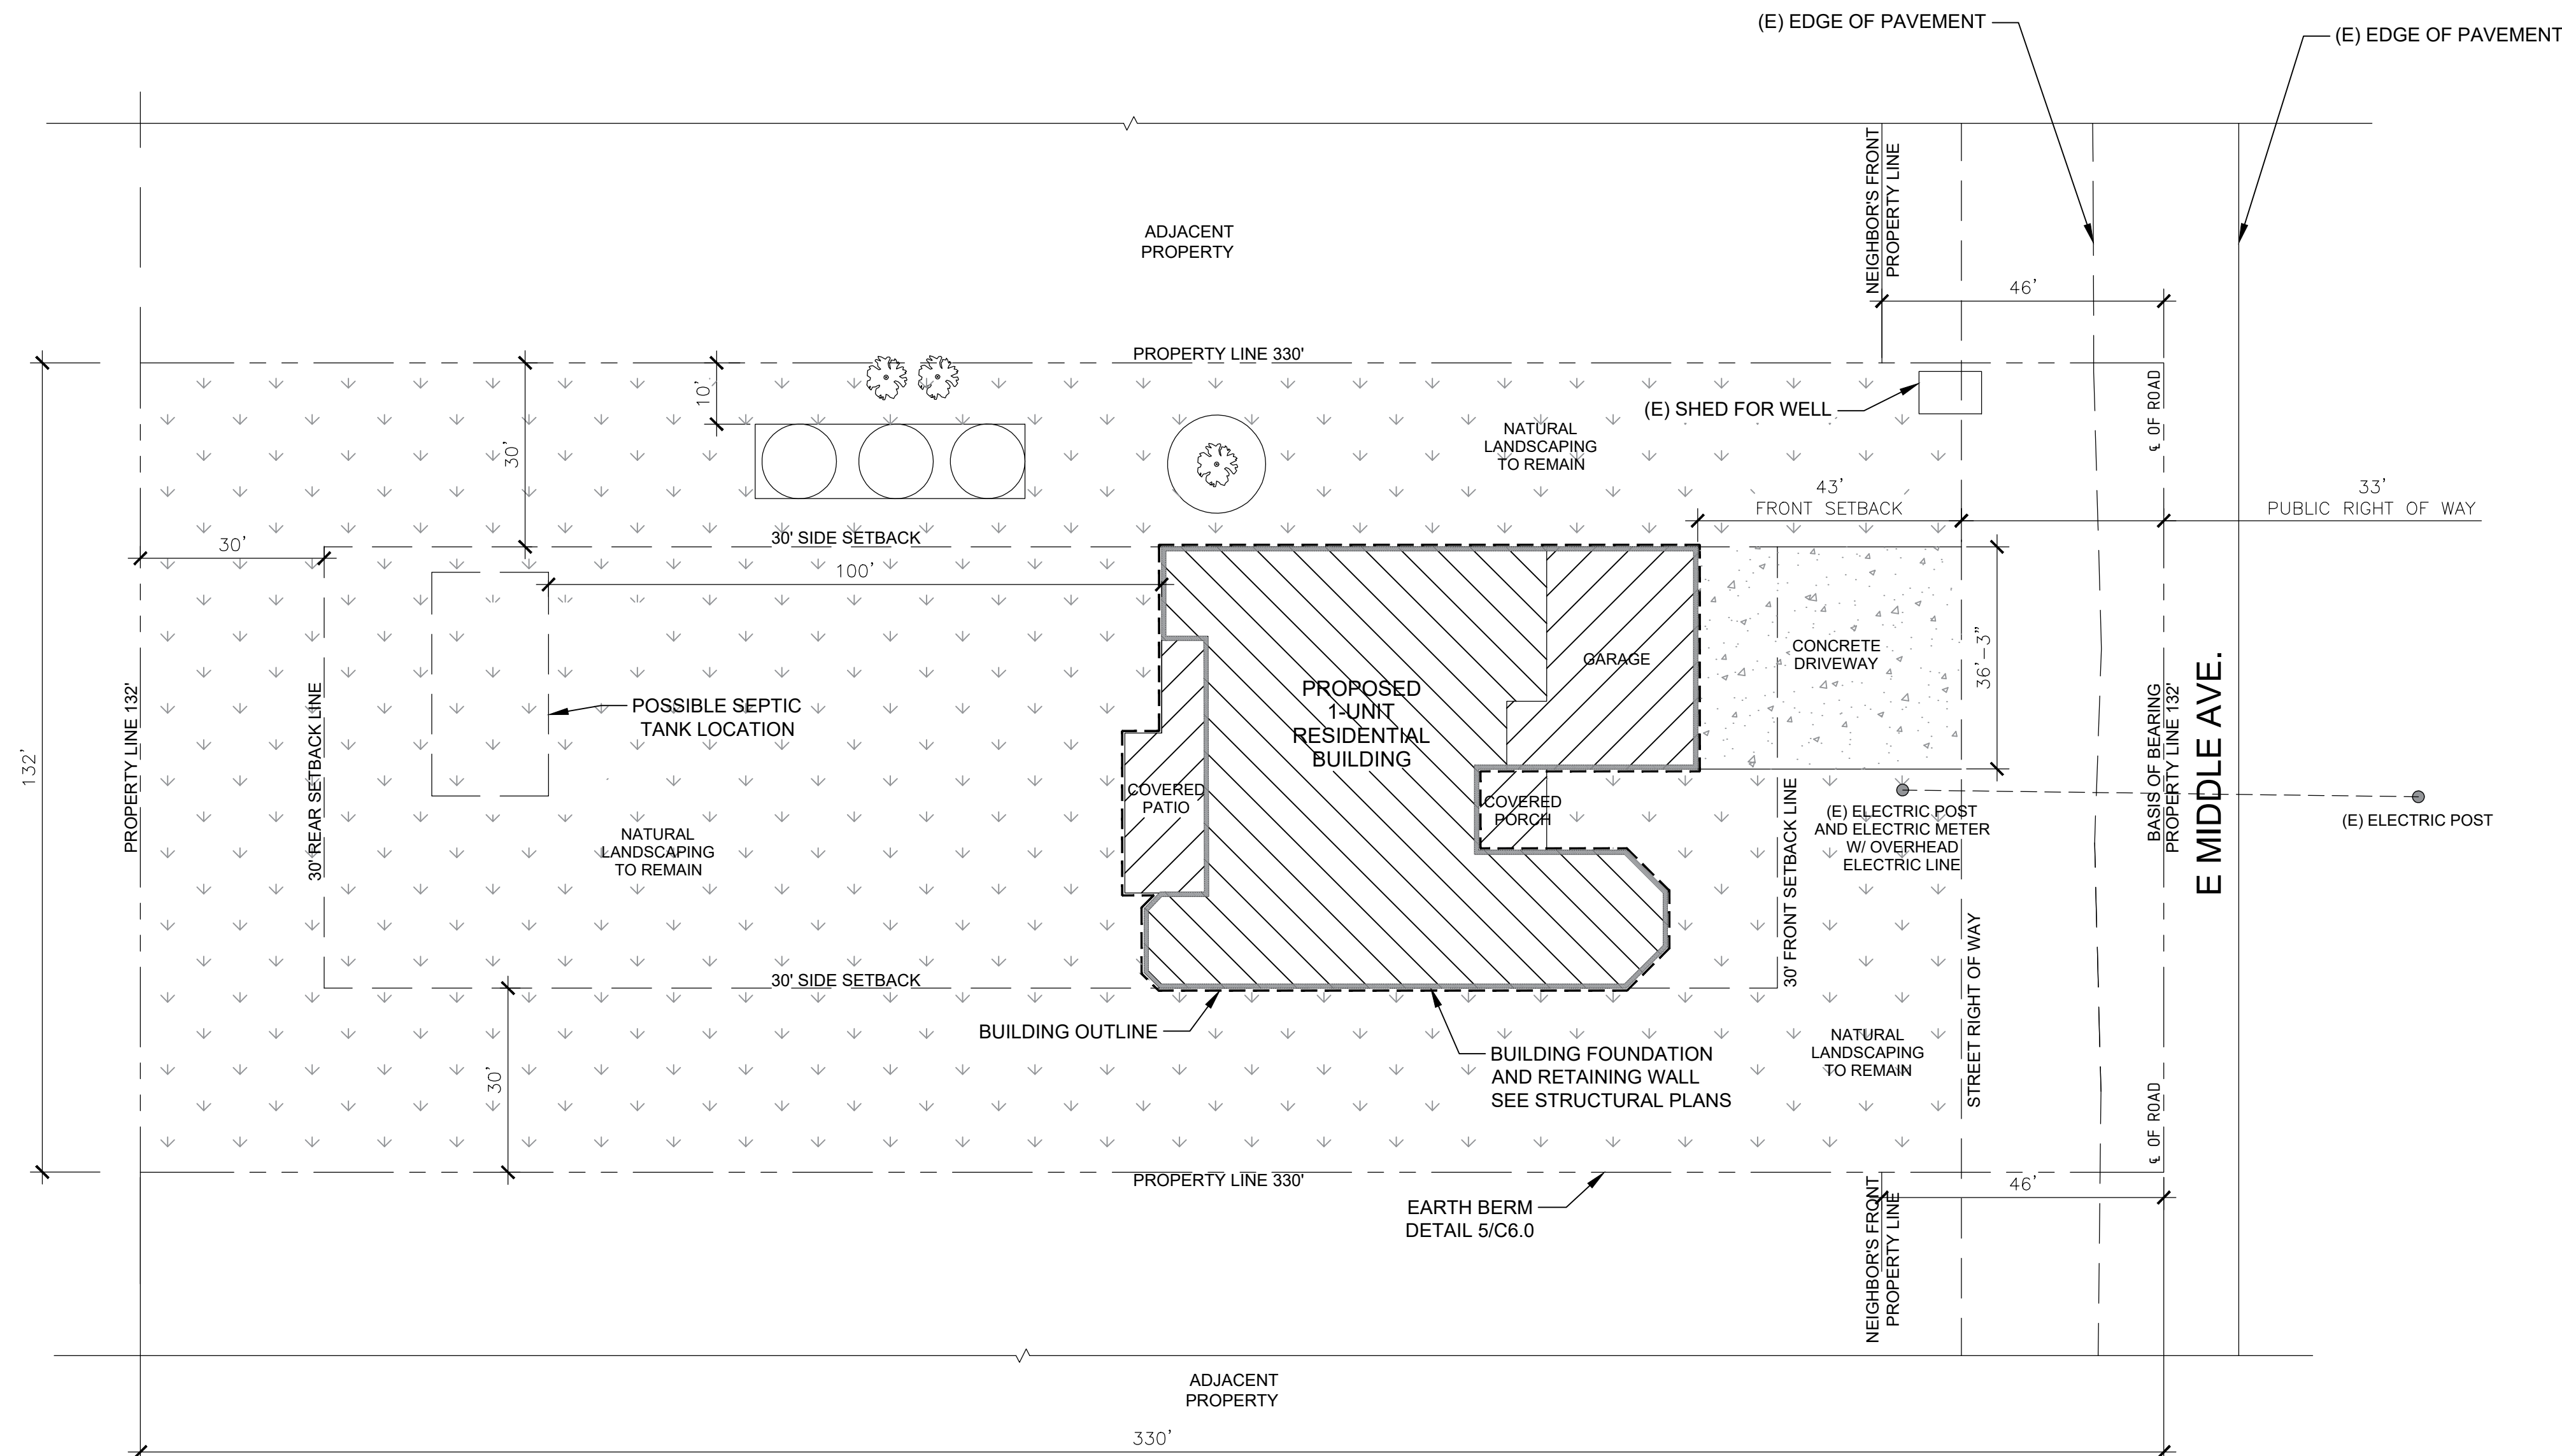 (E) EDGE OF PAVEMENT
(E) EDGE OF PAVEMENT
NEIGHBOR'S FRONT
PROPERTY LINE
ADJACENT
PROPERTY
46'
PROPERTY LINE 330'
10'
30'
(E) SHED FOR WELL
NATURAL
LANDSCAPING
TO REMAIN
℄ OF ROAD
43'
FRONT SETBACK
33'
PUBLIC RIGHT OF WAY
30' SIDE SETBACK
30'
100'
GARAGE
CONCRETE
DRIVEWAY
36'-3"
PROPOSED
1-UNIT
RESIDENTIAL
BUILDING
POSSIBLE SEPTIC
TANK LOCATION
132'
PROPERTY LINE 132'
30' REAR SETBACK LINE
COVERED
PATIO
COVERED
PORCH
NATURAL
LANDSCAPING
TO REMAIN
30' FRONT SETBACK LINE
(E) ELECTRIC POST
AND ELECTRIC METER
W/ OVERHEAD
ELECTRIC LINE
BASIS OF BEARING
PROPERTY LINE 132'
E MIDDLE AVE.
(E) ELECTRIC POST
STREET RIGHT OF WAY
30' SIDE SETBACK
BUILDING OUTLINE
BUILDING FOUNDATION
AND RETAINING WALL
SEE STRUCTURAL PLANS
NATURAL
LANDSCAPING
TO REMAIN
30'
℄ OF ROAD
PROPERTY LINE 330'
EARTH BERM
DETAIL 5/C6.0
46'
NEIGHBOR'S FRONT
PROPERTY LINE
ADJACENT
PROPERTY
330'